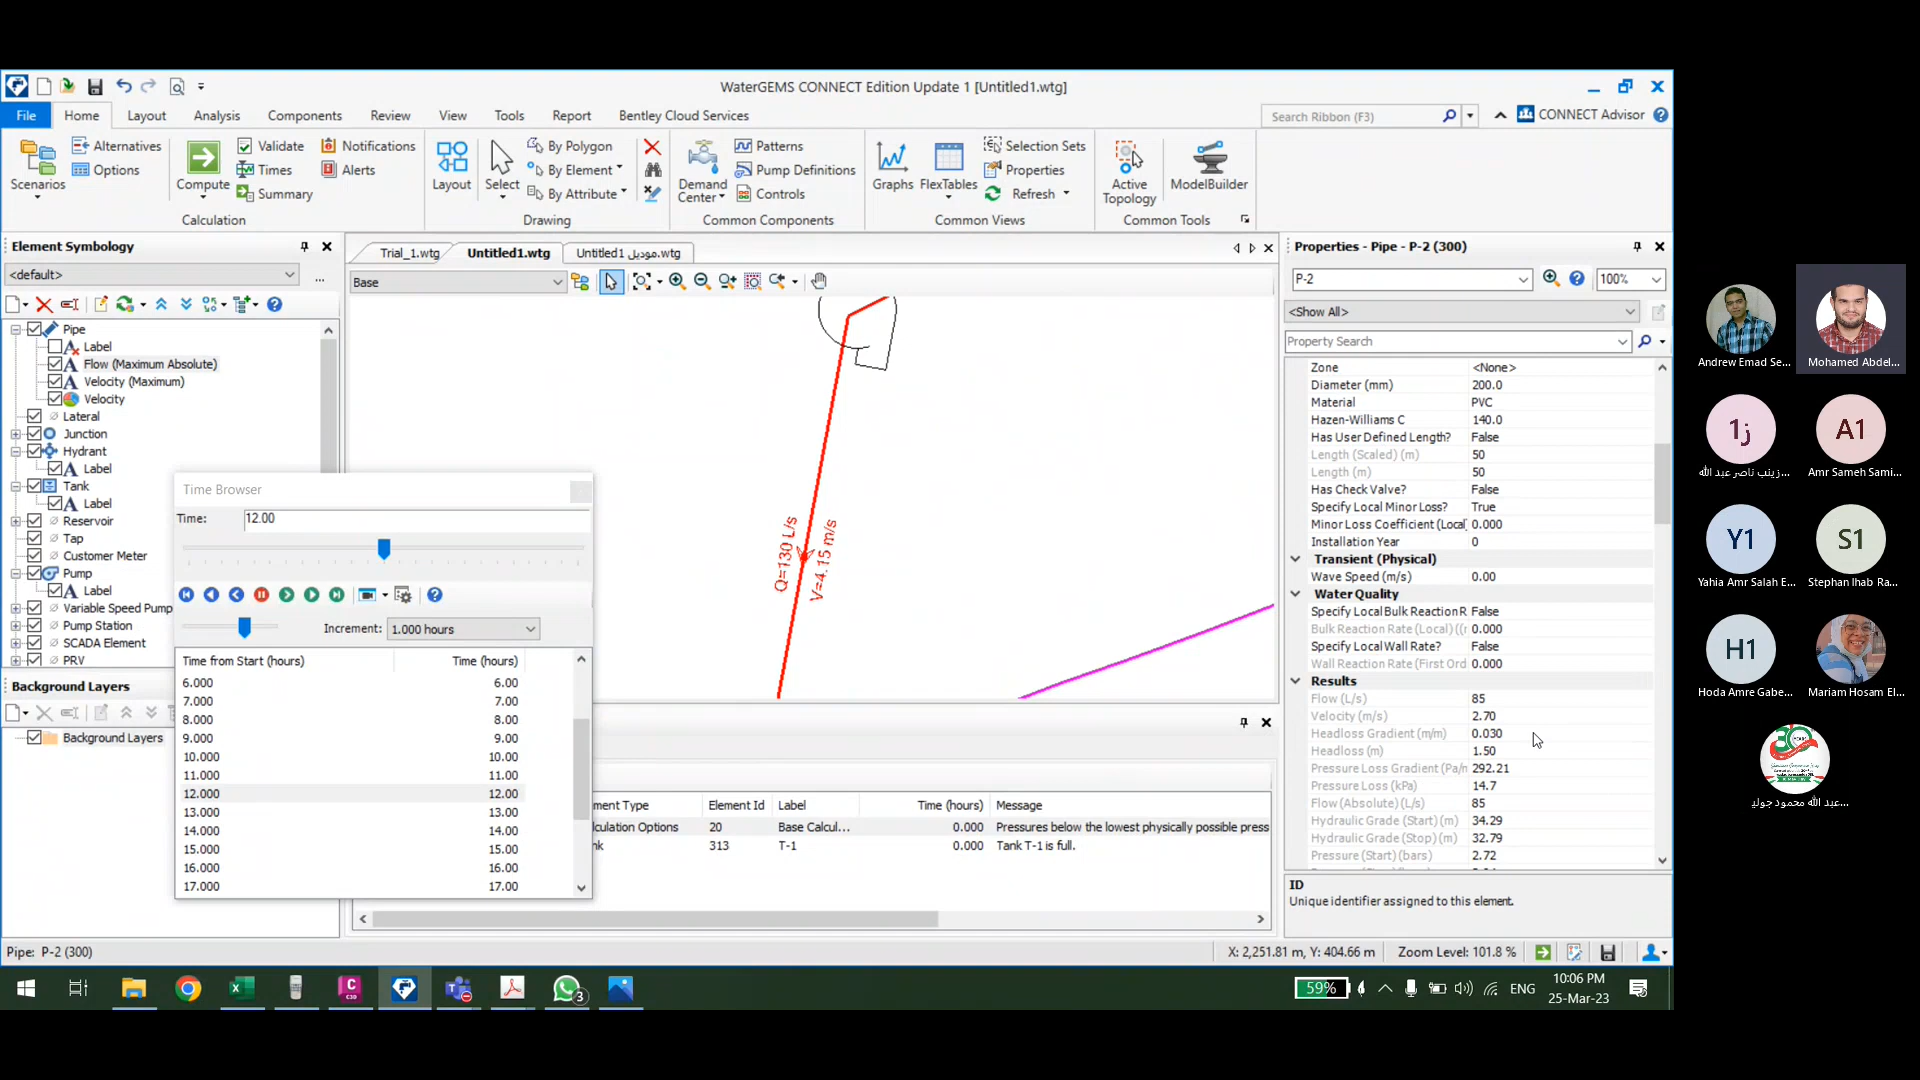 WaterGEMS CONNECT Edition Update 1 [Untitled1.wtg]
File Home Layout Analysis Components Review View Tools Report Bentley Cloud Services
Search Ribbon (F3) CONNECT Advisor
Scenarios
Alternatives
Options
Compute
Validate
Times
Summary
Notifications
Alerts
Calculation
Layout
Select
By Polygon
By Element
By Attribute
Drawing
Demand Center
Patterns
Pump Definitions
Controls
Common Components
Graphs
FlexTables
Selection Sets
Properties
Refresh
Common Views
Active Topology
ModelBuilder
Common Tools
Element Symbology
<default>
...
Pipe
Label
Flow (Maximum Absolute)
Velocity (Maximum)
Velocity
Lateral
Junction
Hydrant
Label
Tank
Label
Reservoir
Tap
Customer Meter
Pump
Label
Variable Speed Pump
Pump Station
SCADA Element
PRV
Background Layers
Background Layers
Trial_1.wtg
Untitled1.wtg
Untitled1 موديل.wtg
Base
Q=130 L/s
V=4.15 m/s
Time Browser
Time: 12.00
Increment: 1.000 hours
Time from Start (hours) Time (hours)
6.000 6.00
7.000 7.00
8.000 8.00
9.000 9.00
10.000 10.00
11.000 11.00
12.000 12.00
13.000 13.00
14.000 14.00
15.000 15.00
16.000 16.00
17.000 17.00
ment Type Element Id Label Time (hours) Message
lculation Options 20 Base Calcul... 0.000 Pressures below the lowest physically possible press
nk 313 T-1 0.000 Tank T-1 is full.
Properties - Pipe - P-2 (300)
P-2 100%
<Show All>
Property Search
Zone <None>
Diameter (mm) 200.0
Material PVC
Hazen-Williams C 140.0
Has User Defined Length? False
Length (Scaled) (m) 50
Length (m) 50
Has Check Valve? False
Specify Local Minor Loss? True
Minor Loss Coefficient (Local) 0.000
Installation Year 0
Transient (Physical)
Wave Speed (m/s) 0.00
Water Quality
Specify Local Bulk Reaction R False
Bulk Reaction Rate (Local) ((r 0.000
Specify Local Wall Rate? False
Wall Reaction Rate (First Ord 0.000
Results
Flow (L/s) 85
Velocity (m/s) 2.70
Headloss Gradient (m/m) 0.030
Headloss (m) 1.50
Pressure Loss Gradient (Pa/n 292.21
Pressure Loss (kPa) 14.7
Flow (Absolute) (L/s) 85
Hydraulic Grade (Start) (m) 34.29
Hydraulic Grade (Stop) (m) 32.79
Pressure (Start) (bars) 2.72
ID
Unique identifier assigned to this element.
Pipe: P-2 (300)
X: 2,251.81 m, Y: 404.66 m Zoom Level: 101.8 %
C
C3D
3
59%
ENG
10:06 PM
25-Mar-23
Andrew Emad Se...
Mohamed Abdel...
ز1
زينب ناصر عبد الله...
A1
Amr Sameh Sami...
Y1
Yahia Amr Salah E...
S1
Stephan Ihab Ra...
H1
Hoda Amre Gabe...
Mariam Hosam El...
عبد الله محمود جولي...